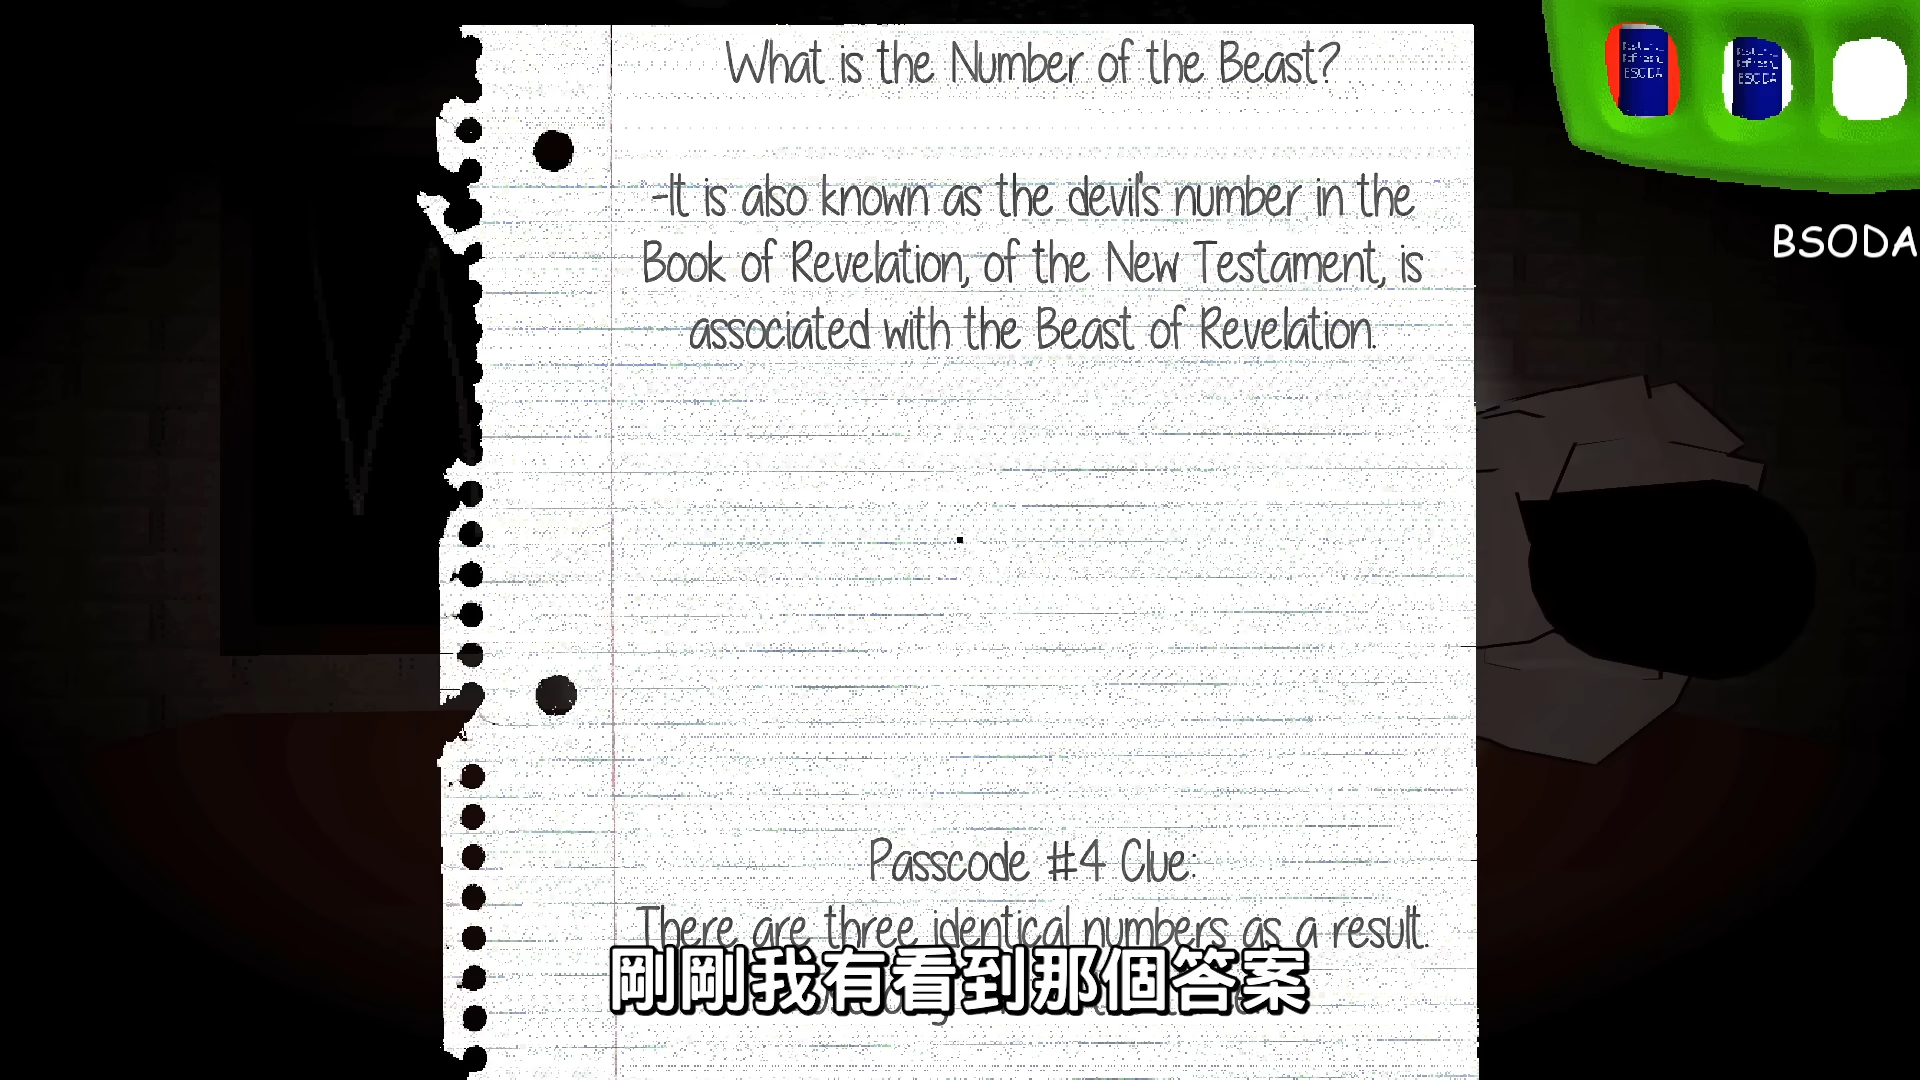 What is the Number of the Beast?
-It is also known as the devil's number in the
Book of Revelation, of the New Testament, is
associated with the Beast of Revelation.
BSODA
Passcode #4 Clue:
There are three identical numbers as a result.
剛剛我有看到那個答案